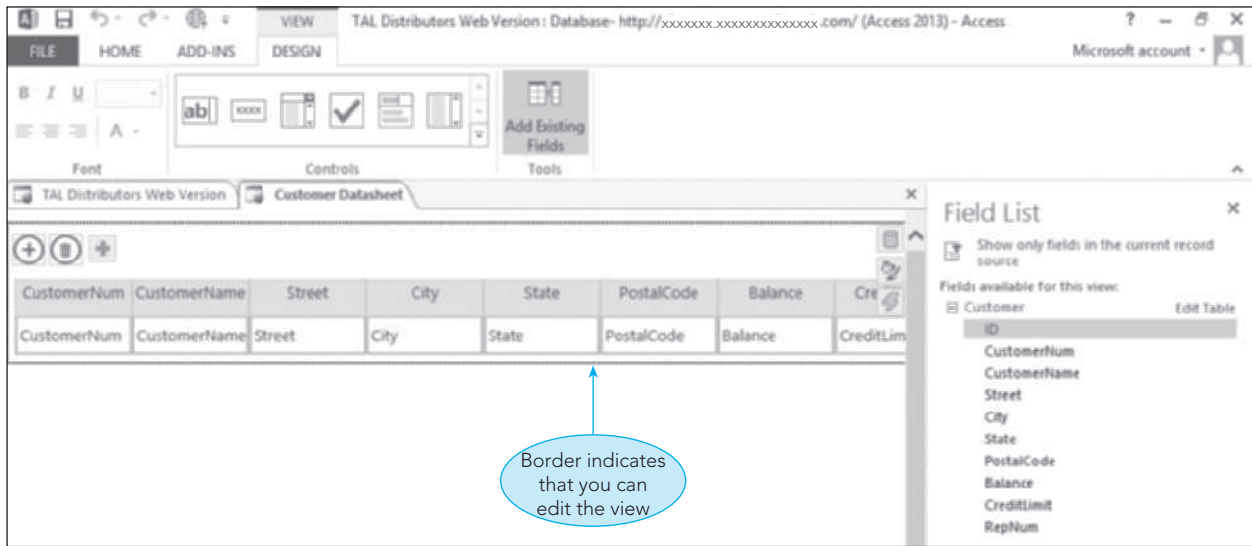 VIEW
TAL Distributors Web Version : Database- http://xxxxxxx.xxxxxxxxxxxxxx.com/ (Access 2013) - Access
?
FILE
HOME
ADD-INS
DESIGN
Microsoft account
B I U
A
ab|
xxxx
Add Existing
Fields
Font
Controls
Tools
TAL Distributors Web Version
Customer Datasheet
Field List
Show only fields in the current record
source
Fields available for this view:
Customer
Edit Table
ID
CustomerNum
CustomerName
Street
City
State
PostalCode
Balance
CreditLimit
RepNum
CustomerNum CustomerName Street City State PostalCode Balance Cre
CustomerNum CustomerName Street City State PostalCode Balance CreditLim
Border indicates
that you can
edit the view